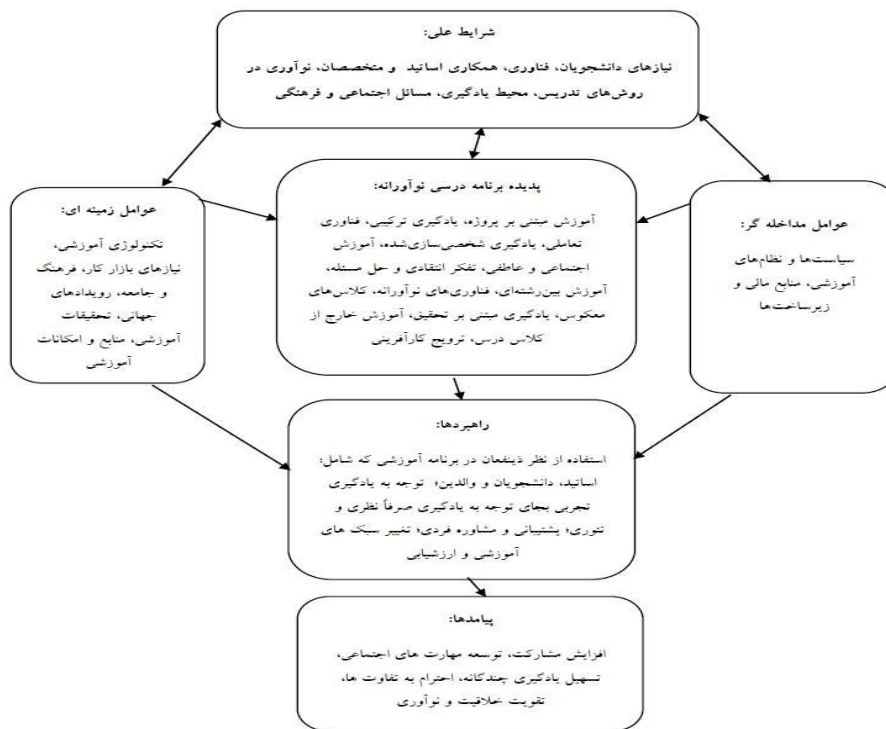 شرایط علی:
نیازهای دانشجویان، فناوری، همکاری اساتید و متخصصان، نوآوری در
روش‌های تدریس، محیط یادگیری، مسائل اجتماعی و فرهنگی
پدیده برنامه درسی نوآورانه:
آموزش مبتنی بر پروژه، یادگیری ترکیبی، فناوری
تعاملی، یادگیری شخصی‌سازی‌شده، آموزش
اجتماعی و عاطفی، تفکر انتقادی و حل مسئله،
آموزش بین‌رشته‌ای، فناوری‌های نوآورانه، کلاس‌های
معکوس، یادگیری مبتنی بر تحقیق، آموزش خارج از
کلاس درس، ترویج کارآفرینی
عوامل مداخله گر:
سیاست‌ها و نظام‌های
آموزشی، منابع مالی و
زیرساخت‌ها
عوامل زمینه ای:
تکنولوژی آموزشی،
نیازهای بازار کار، فرهنگ
و جامعه، رویدادهای
جهانی، تحقیقات
آموزشی، منابع و امکانات
آموزشی
راهبردها:
استفاده از نظر ذینفعان در برنامه آموزشی که شامل:
اساتید، دانشجویان و والدین؛ توجه به یادگیری
تجربی بجای توجه به یادگیری صرفاً نظری و
تئوری؛ پشتیبانی و مشاوره فردی؛ تغییر سبک های
آموزشی و ارزشیابی
پیامدها:
افزایش مشارکت، توسعه مهارت های اجتماعی،
تسهیل یادگیری چندگانه، احترام به تفاوت ها،
تقویت خلاقیت و نوآوری